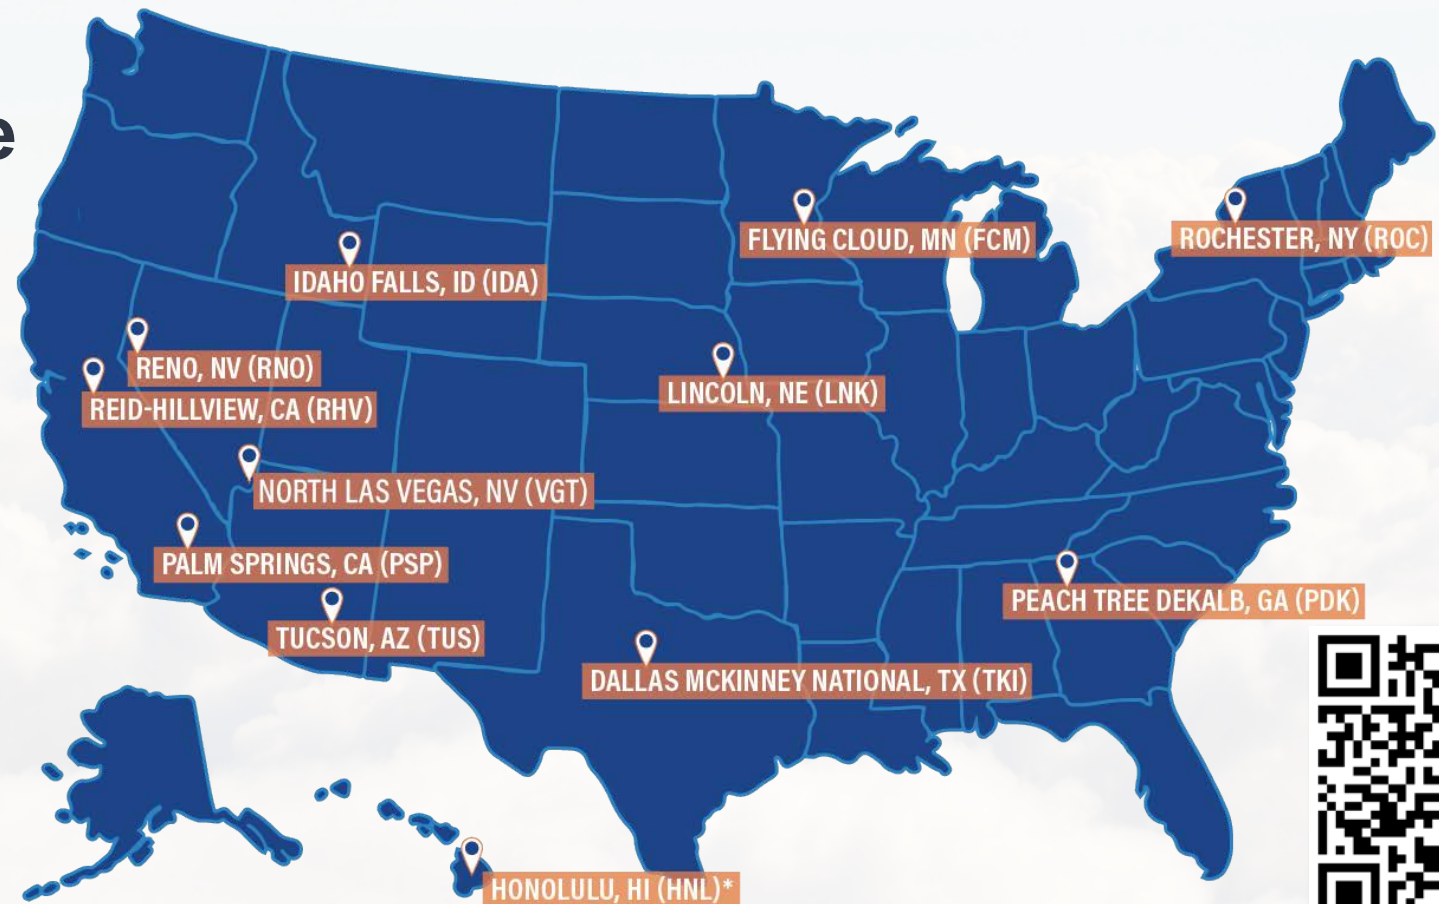 e
FLYING CLOUD, MN (FCM)
ROCHESTER, NY (ROC)
IDAHO FALLS, ID (IDA)
RENO, NV (RNO)
LINCOLN, NE (LNK)
REID-HILLVIEW, CA (RHV)
NORTH LAS VEGAS, NV (VGT)
PALM SPRINGS, CA (PSP)
PEACH TREE DEKALB, GA (PDK)
TUCSON, AZ (TUS)
DALLAS MCKINNEY NATIONAL, TX (TKI)
HONOLULU, HI (HNL)*